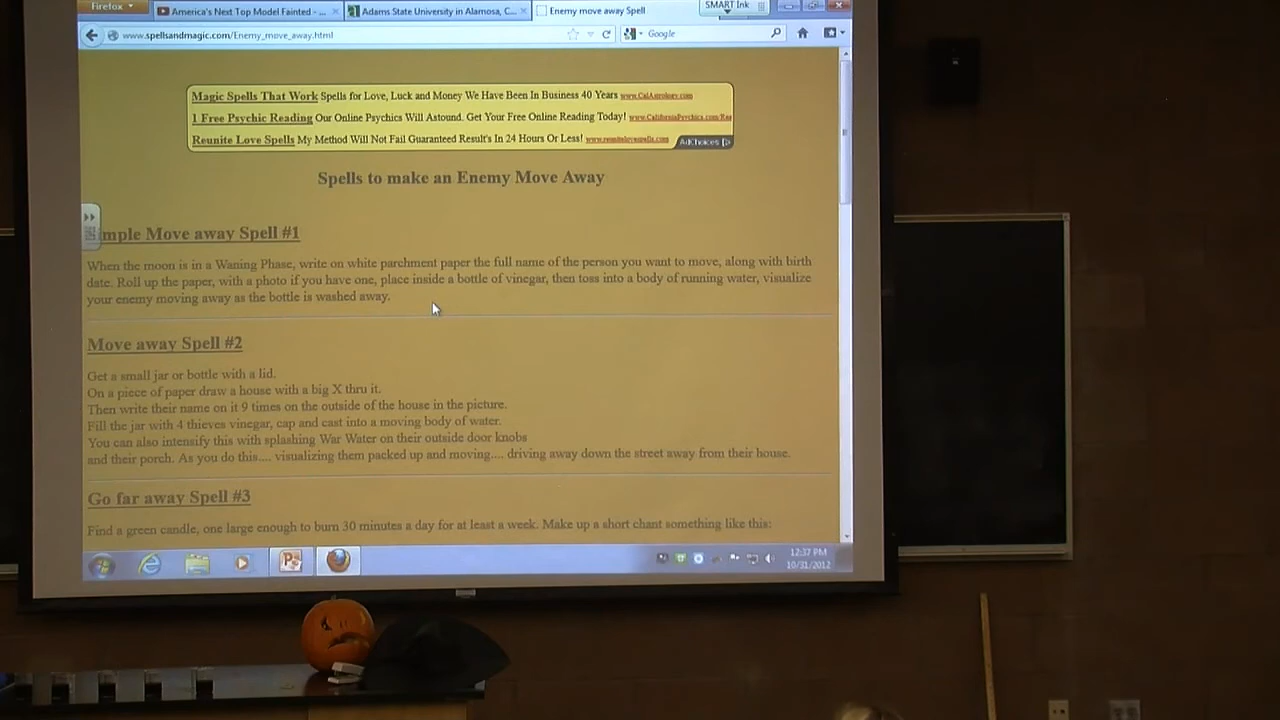 Firefox
America's Next Top Model Fainted - ...
Adams State University in Alamosa, C...
Enemy move away Spell
SMART Ink
www.spellsandmagic.com/Enemy_move_away.html
Google
Magic Spells That Work Spells for Love, Luck and Money We Have Been In Business 40 Years www.CalAstrology.com
1 Free Psychic Reading Our Online Psychics Will Astound. Get Your Free Online Reading Today! www.CaliforniaPsychics.com/Rea
Reunite Love Spells My Method Will Not Fail Guaranteed Result's In 24 Hours Or Less! www.reunitelovespells.com
AdChoices
Spells to make an Enemy Move Away
mple Move away Spell #1
When the moon is in a Waning Phase, write on white parchment paper the full name of the person you want to move, along with birth
date. Roll up the paper, with a photo if you have one, place inside a bottle of vinegar, then toss into a body of running water, visualize
your enemy moving away as the bottle is washed away.
Move away Spell #2
Get a small jar or bottle with a lid.
On a piece of paper draw a house with a big X thru it.
Then write their name on it 9 times on the outside of the house in the picture.
Fill the jar with 4 thieves vinegar, cap and cast into a moving body of water.
You can also intensify this with splashing War Water on their outside door knobs
and their porch. As you do this.... visualizing them packed up and moving.... driving away down the street away from their house.
Go far away Spell #3
Find a green candle, one large enough to burn 30 minutes a day for at least a week. Make up a short chant something like this:
12:37 PM
10/31/2012